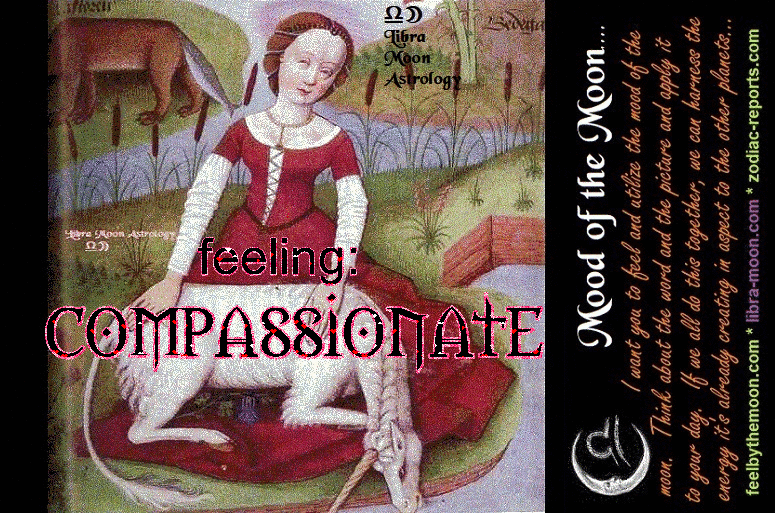 ♎☽
Libra
Moon
Astrology
Libra Moon Astrology
♎☽
feeling:
COMPASSIONATE
Mood of the Moon....
I want you to feel and utilize the mood of the
moon. Think about the word and the picture and apply it
to your day. If we all do this together, we can harness the
energy it's already creating in aspect to the other planets...
feelbythemoon.com * libra-moon.com * zodiac-reports.com